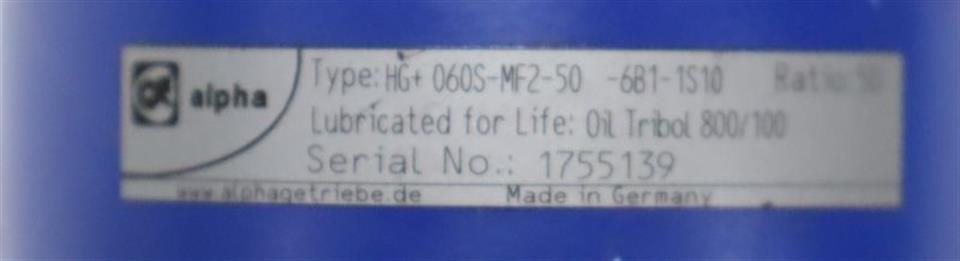 alpha
Type: HG+ 060S-MF2-50 -6B1-1S10 Ratio:50
Lubricated for Life: Oil Tribol 800/100
Serial No.: 1755139
www.alphagetriebe.de Made in Germany